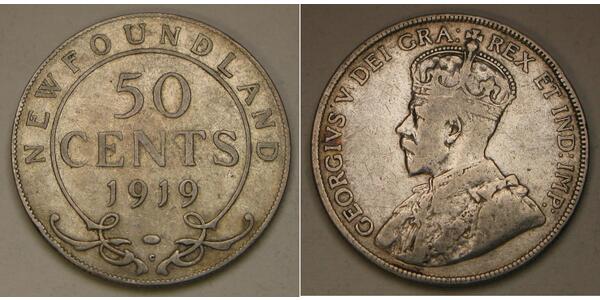 NEWFOUNDLAND
50
CENTS
1919
C
GEORGIVS V DEI GRA: REX ET IND: IMP: